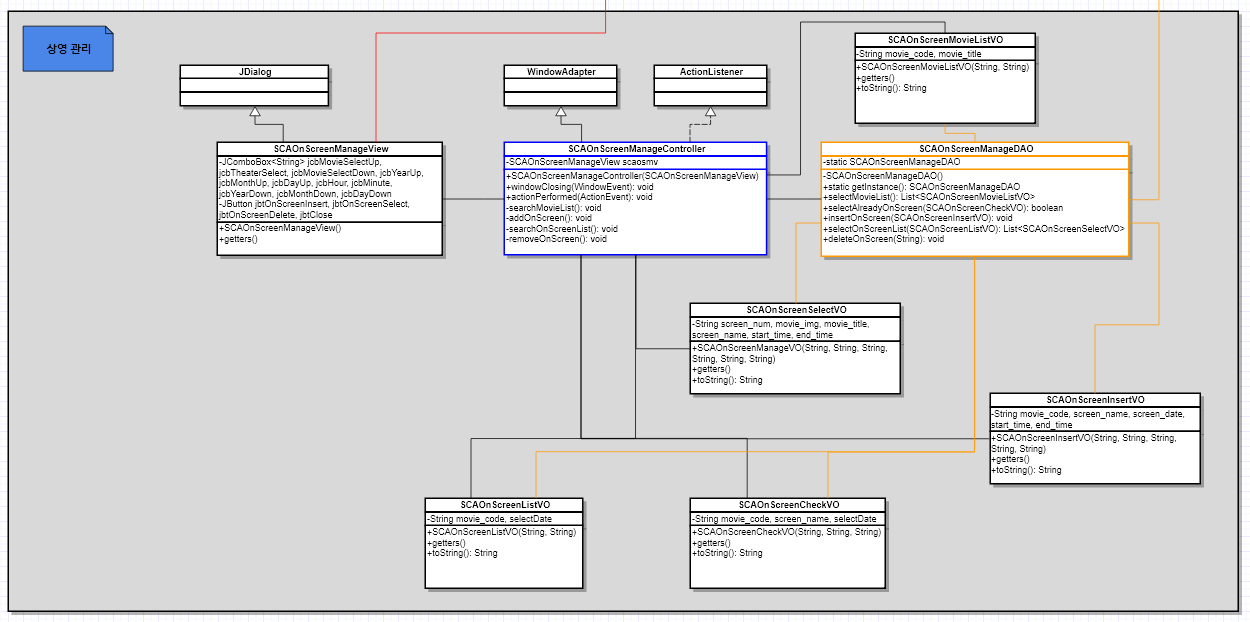 상영 관리
JDialog
WindowAdapter
ActionListener
SCAOnScreenMovieListVO
-String movie_code, movie_title
+SCAOnScreenMovieListVO(String, String)
+getters()
+toString(): String
SCAOnScreenManageView
-JComboBox<String> jcbMovieSelectUp,
jcbTheaterSelect, jcbMovieSelectDown, jcbYearUp,
jcbMonthUp, jcbDayUp, jcbHour, jcbMinute,
jcbYearDown, jcbMonthDown, jcbDayDown
-JButton jbtOnScreenInsert, jbtOnScreenSelect,
jbtOnScreenDelete, jbtClose
+SCAOnScreenManageView()
+getters()
SCAOnScreenManageController
-SCAOnScreenManageView scaosmv
+SCAOnScreenManageController(SCAOnScreenManageView)
+windowClosing(WindowEvent): void
+actionPerformed(ActionEvent): void
-searchMovieList(): void
-addOnScreen(): void
-searchOnScreenList(): void
-removeOnScreen(): void
SCAOnScreenManageDAO
-static SCAOnScreenManageDAO
-SCAOnScreenManageDAO()
+static getInstance(): SCAOnScreenManageDAO
+selectMovieList(): List<SCAOnScreenMovieListVO>
+selectAlreadyOnScreen(SCAOnScreenCheckVO): boolean
+insertOnScreen(SCAOnScreenInsertVO): void
+selectOnScreenList(SCAOnScreenListVO): List<SCAOnScreenSelectVO>
+deleteOnScreen(String): void
SCAOnScreenSelectVO
-String screen_num, movie_img, movie_title,
screen_name, start_time, end_time
+SCAOnScreenManageVO(String, String, String,
String, String, String)
+getters()
+toString(): String
SCAOnScreenInsertVO
-String movie_code, screen_name, screen_date,
start_time, end_time
+SCAOnScreenInsertVO(String, String, String,
String, String)
+getters()
+toString(): String
SCAOnScreenListVO
-String movie_code, selectDate
+SCAOnScreenListVO(String, String)
+getters()
+toString(): String
SCAOnScreenCheckVO
-String movie_code, screen_name, selectDate
+SCAOnScreenCheckVO(String, String, String)
+getters()
+toString(): String